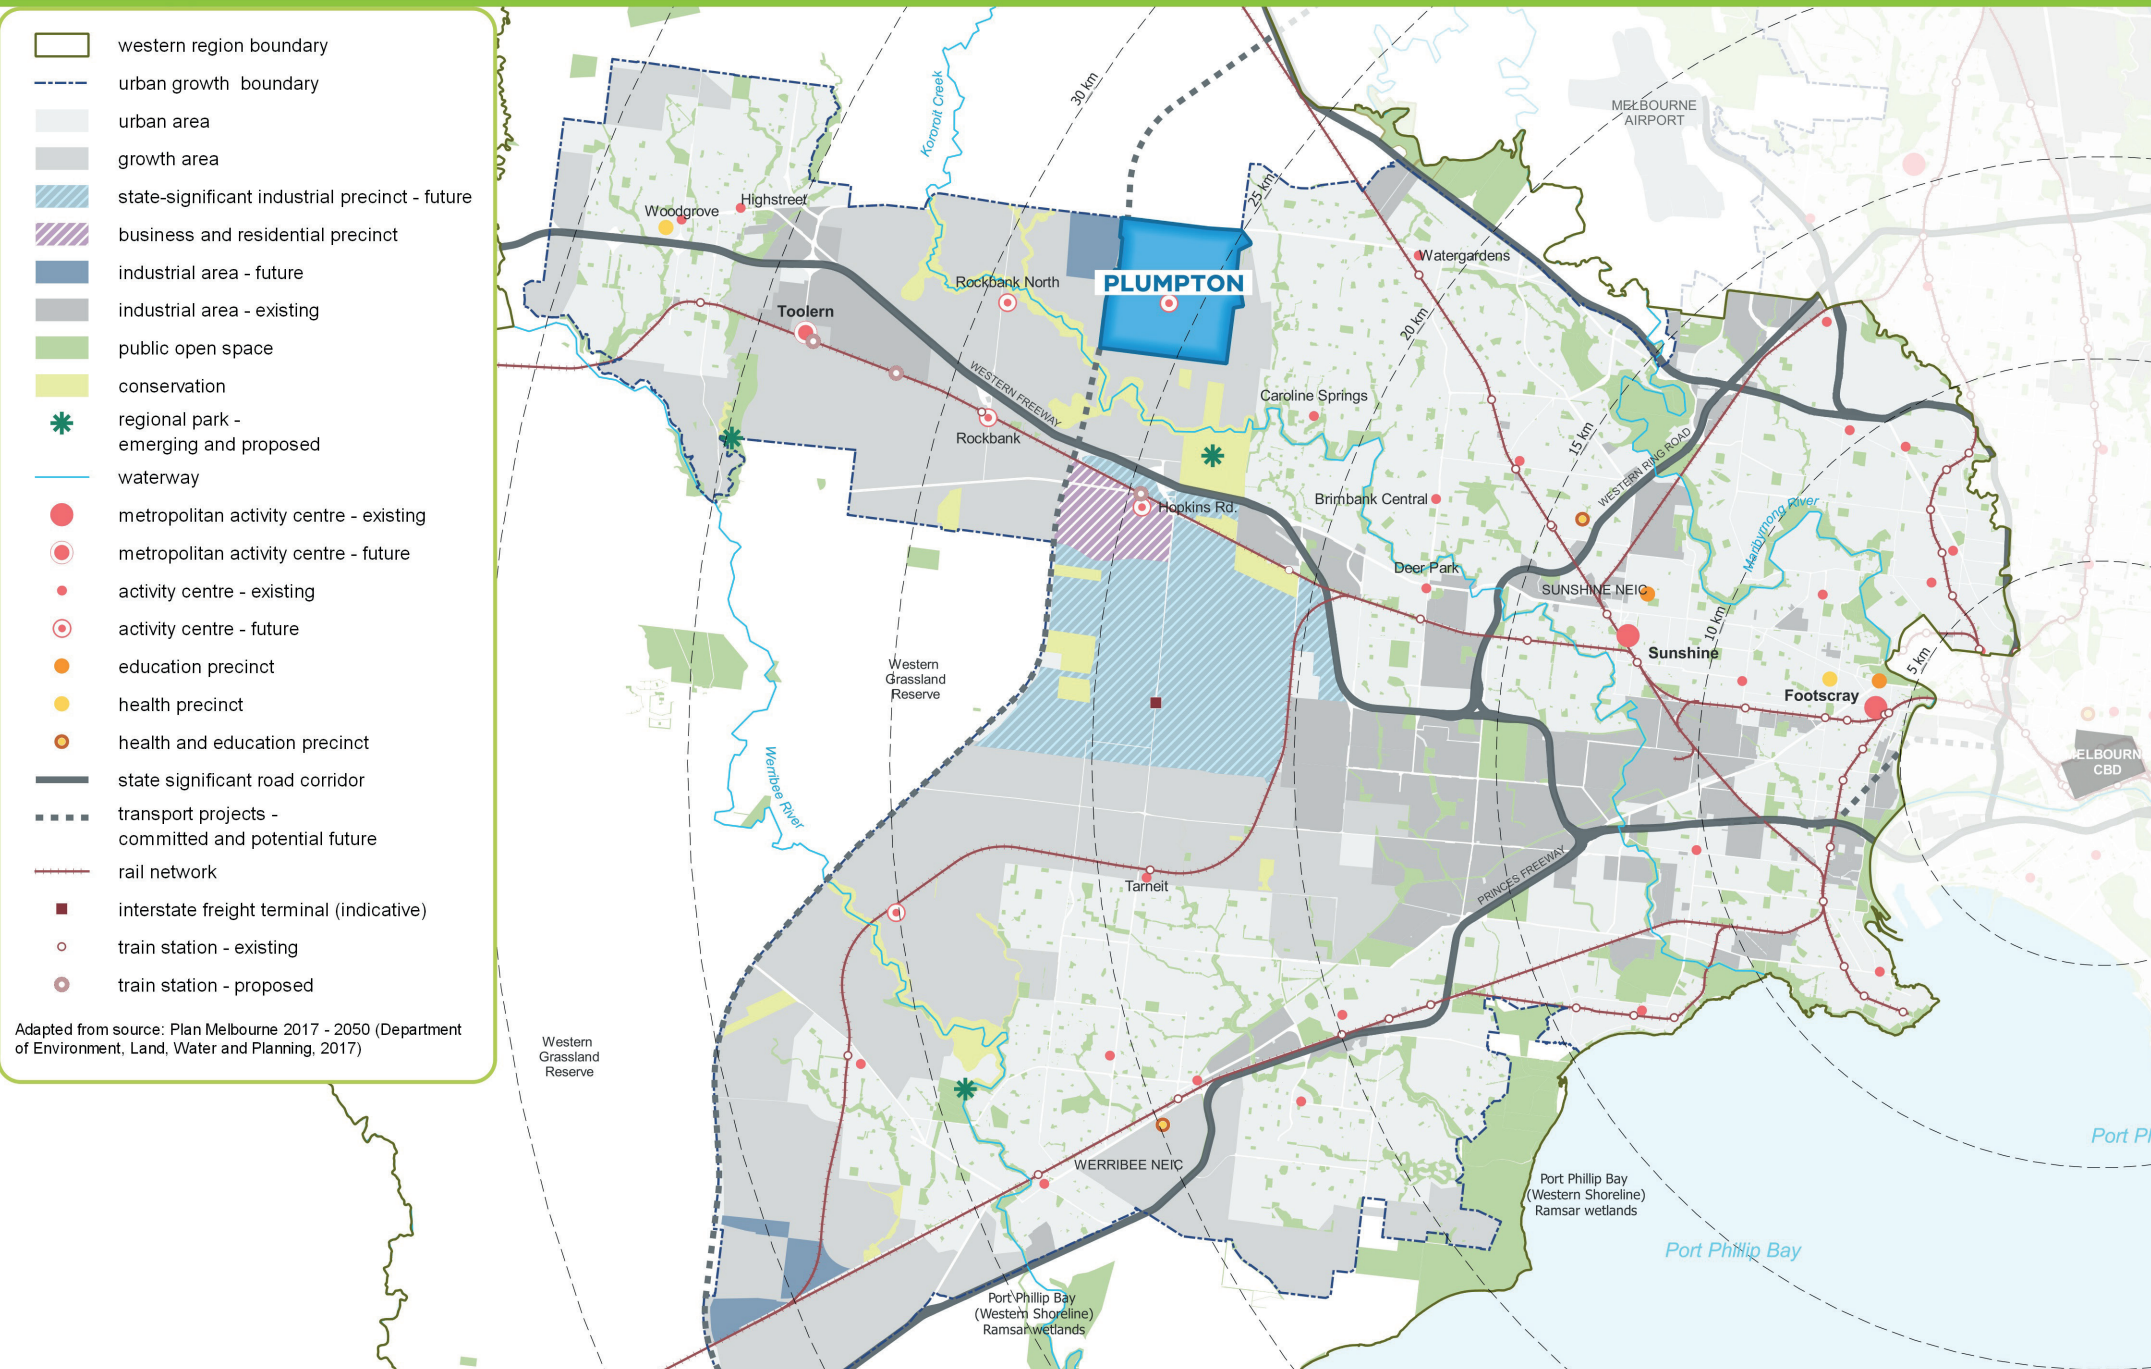 western region boundary
urban growth boundary
urban area
growth area
state-significant industrial precinct - future
business and residential precinct
industrial area - future
industrial area - existing
public open space
conservation
regional park -
emerging and proposed
waterway
metropolitan activity centre - existing
metropolitan activity centre - future
activity centre - existing
activity centre - future
education precinct
health precinct
health and education precinct
state significant road corridor
transport projects -
committed and potential future
rail network
interstate freight terminal (indicative)
train station - existing
train station - proposed
Adapted from source: Plan Melbourne 2017 - 2050 (Department
of Environment, Land, Water and Planning, 2017)
Kororoit Creek
30 km
MELBOURNE
AIRPORT
25 km
Woodgrove
Highstreet
Watergardens
Rockbank North
PLUMPTON
Toolern
20 km
WESTERN FREEWAY
Caroline Springs
Rockbank
15 km
WESTERN RING ROAD
Brimbank Central
Hopkins Rd.
Maribyrnong River
Deer Park
SUNSHINE NEIC
10 km
Sunshine
5 km
Western
Grassland
Reserve
Footscray
ELBOURN
CBD
Werribee River
PRINCES FREEWAY
Tarneit
Western
Grassland
Reserve
WERRIBEE NEIC
Port Phillip Bay
(Western Shoreline)
Ramsar wetlands
Port Ph
Port Phillip Bay
Port Phillip Bay
(Western Shoreline)
Ramsar wetlands